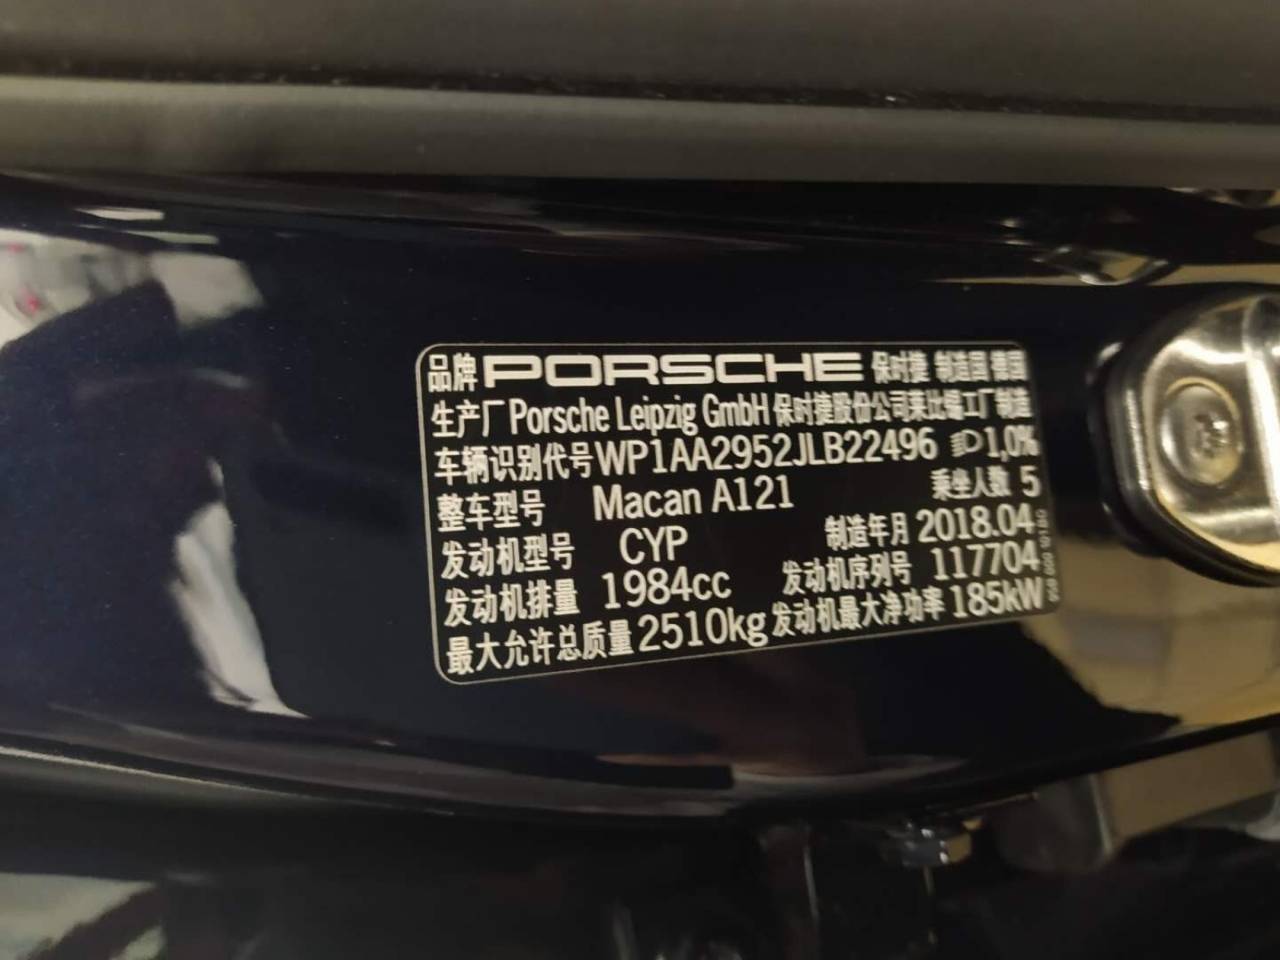 品牌 PORSCHE 保时捷 制造国 德国
生产厂 Porsche Leipzig GmbH 保时捷股份公司莱比锡工厂制造
车辆识别代号 WP1AA2952JLB22496 1,0%
整车型号 Macan A121 乘坐人数 5
发动机型号 CYP 制造年月 2018.04
发动机排量 1984cc 发动机序列号 117704
最大允许总质量 2510kg 发动机最大净功率 185kW